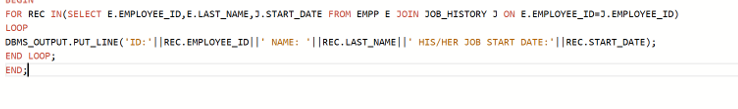 BEGIN
FOR REC IN(SELECT E.EMPLOYEE_ID,E.LAST_NAME,J.START_DATE FROM EMPP E JOIN JOB_HISTORY J ON E.EMPLOYEE_ID=J.EMPLOYEE_ID)
LOOP
DBMS_OUTPUT.PUT_LINE('ID:'||REC.EMPLOYEE_ID||' NAME: '||REC.LAST_NAME||' HIS/HER JOB START DATE:'||REC.START_DATE);
END LOOP;
END;